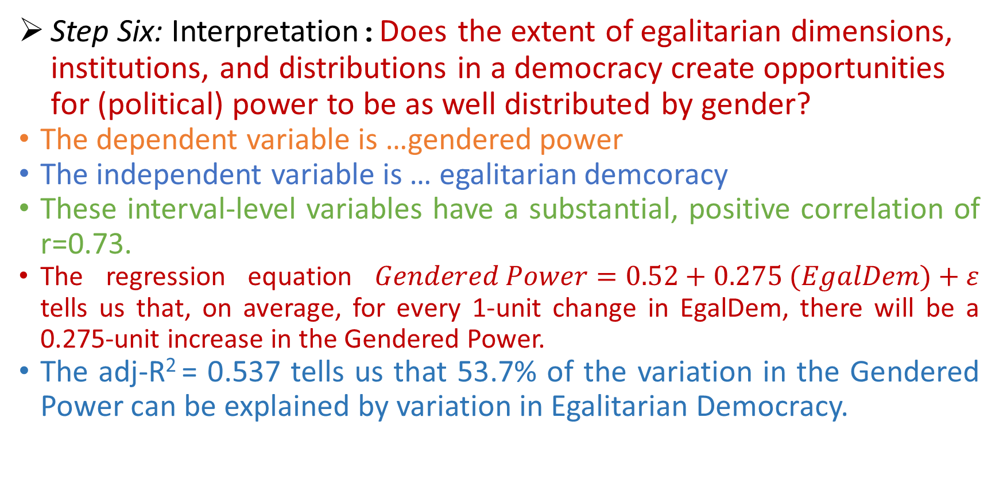 ➢ Step Six: Interpretation : Does the extent of egalitarian dimensions,
institutions, and distributions in a democracy create opportunities
for (political) power to be as well distributed by gender?
• The dependent variable is …gendered power
• The independent variable is … egalitarian demcoracy
• These interval-level variables have a substantial, positive correlation of
r=0.73.
• The regression equation Gendered Power = 0.52 + 0.275 (EgalDem) + ε
tells us that, on average, for every 1-unit change in EgalDem, there will be a
0.275-unit increase in the Gendered Power.
• The adj-R² = 0.537 tells us that 53.7% of the variation in the Gendered
Power can be explained by variation in Egalitarian Democracy.